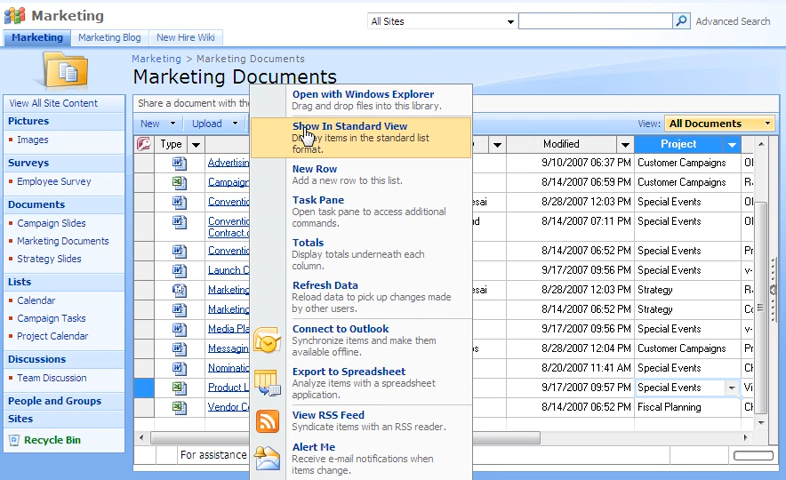 Marketing
All Sites
Advanced Search
Marketing
Marketing Blog
New Hire Wiki
Marketing > Marketing Documents
Marketing Documents
View All Site Content
Pictures
Images
Surveys
Employee Survey
Documents
Campaign Slides
Marketing Documents
Strategy Slides
Lists
Calendar
Campaign Tasks
Project Calendar
Discussions
Team Discussion
People and Groups
Sites
Recycle Bin
Share a document with the
New
Upload
View: All Documents
Type
Modified
Project
Advertisin
9/10/2007 06:37 PM Customer Campaigns
Campaign
8/14/2007 06:59 PM Customer Campaigns
Conventio
8/28/2007 12:03 PM Special Events
Conventio
Contract.d
8/14/2007 07:11 PM Special Events
Conventio
8/14/2007 06:52 PM Special Events
Launch C
9/17/2007 09:56 PM Special Events
Marketing
8/28/2007 12:03 PM Strategy
Marketing
8/14/2007 06:52 PM Strategy
Media Pla
9/17/2007 09:56 PM Special Events
Messagin
8/28/2007 12:04 PM Customer Campaigns
Nominatio
8/20/2007 11:41 AM Special Events
Product L
9/17/2007 09:57 PM Special Events
Vendor Co
8/14/2007 06:52 PM Fiscal Planning
For assistance
Open with Windows Explorer
Drag and drop files into this library.
Show In Standard View
Display items in the standard list
format.
New Row
Add a new row to this list.
Task Pane
Open task pane to access additional
commands.
Totals
Display totals underneath each
column.
Refresh Data
Reload data to pick up changes made
by other users.
Connect to Outlook
Synchronize items and make them
available offline.
Export to Spreadsheet
Analyze items with a spreadsheet
application.
View RSS Feed
Syndicate items with an RSS reader.
Alert Me
Receive e-mail notifications when
items change.